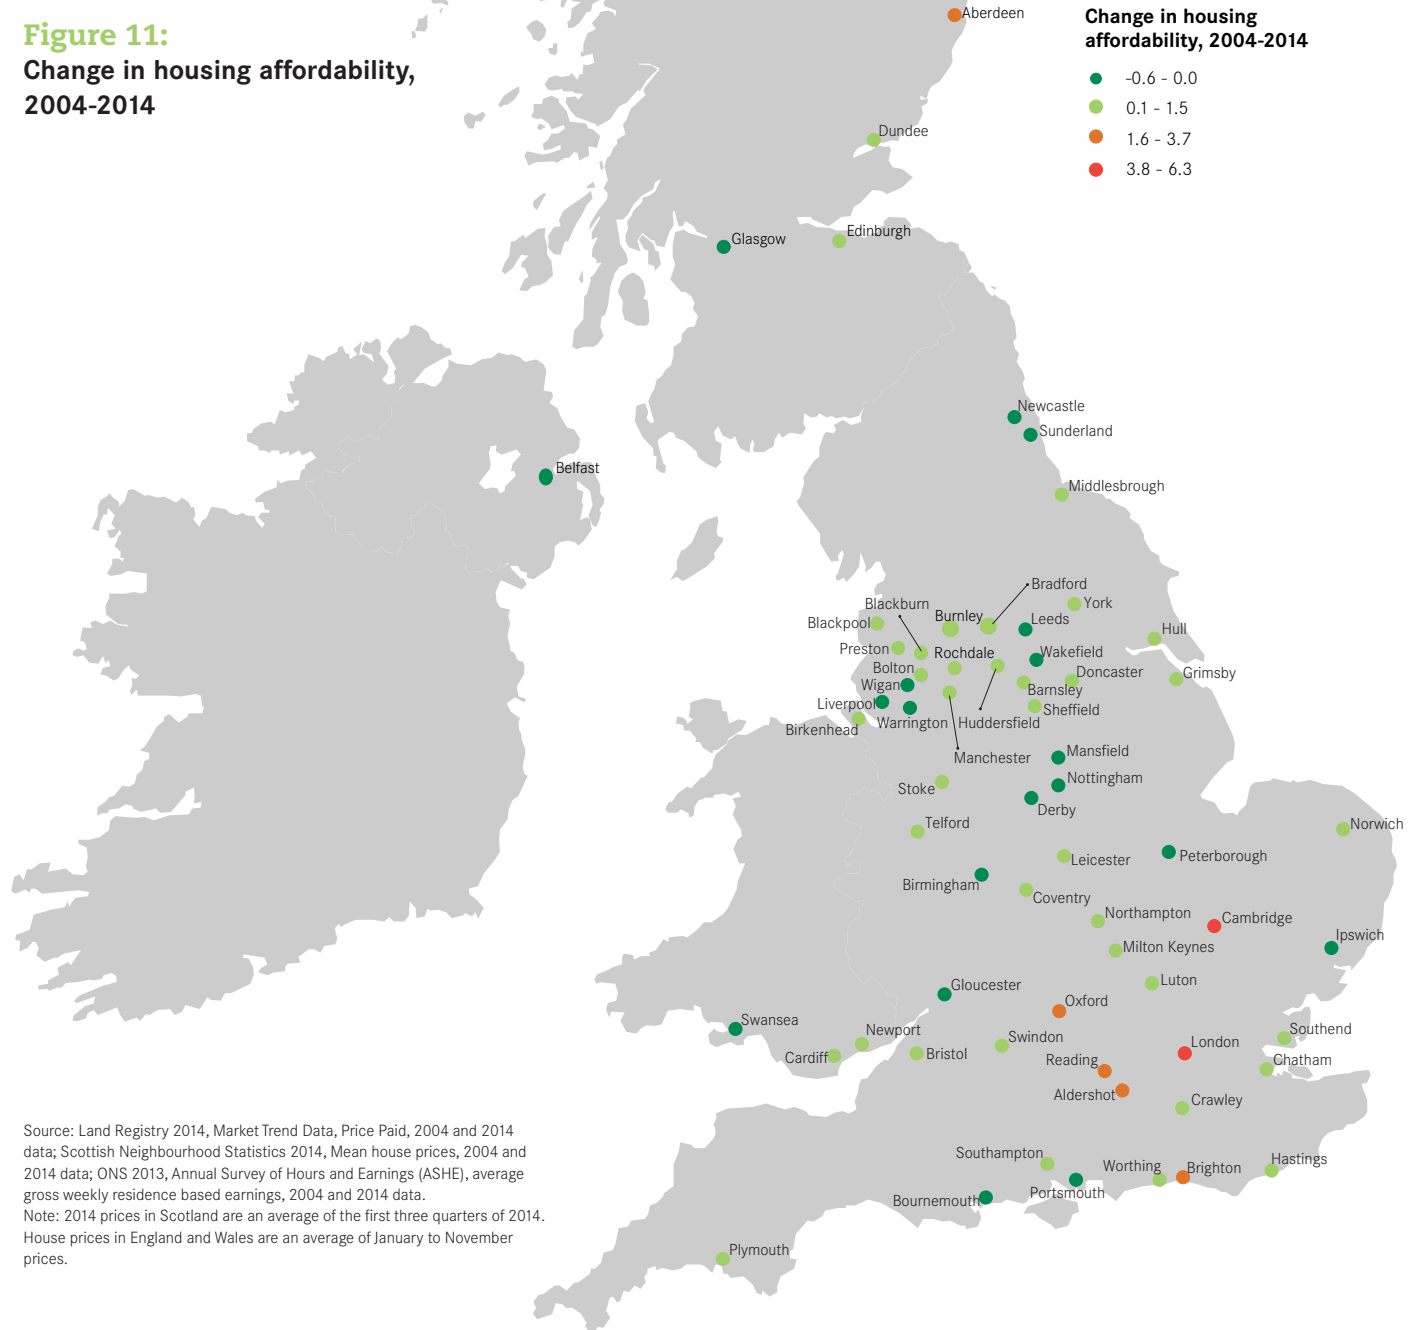 Figure 11:
Change in housing affordability,
2004-2014
Change in housing
affordability, 2004-2014
-0.6 - 0.0
0.1 - 1.5
1.6 - 3.7
3.8 - 6.3
Aberdeen
Dundee
Edinburgh
Glasgow
Newcastle
Sunderland
Belfast
Middlesbrough
Bradford
York
Blackburn
Burnley
Leeds
Blackpool
Hull
Preston
Rochdale
Wakefield
Bolton
Doncaster
Grimsby
Wigan
Barnsley
Liverpool
Sheffield
Birkenhead
Warrington
Huddersfield
Manchester
Mansfield
Nottingham
Stoke
Derby
Telford
Norwich
Leicester
Peterborough
Birmingham
Coventry
Northampton
Cambridge
Ipswich
Milton Keynes
Luton
Gloucester
Oxford
Swansea
Newport
Swindon
Southend
Cardiff
Bristol
London
Reading
Chatham
Aldershot
Crawley
Southampton
Worthing
Brighton
Hastings
Portsmouth
Bournemouth
Plymouth
Source: Land Registry 2014, Market Trend Data, Price Paid, 2004 and 2014
data; Scottish Neighbourhood Statistics 2014, Mean house prices, 2004 and
2014 data; ONS 2013, Annual Survey of Hours and Earnings (ASHE), average
gross weekly residence based earnings, 2004 and 2014 data.
Note: 2014 prices in Scotland are an average of the first three quarters of 2014.
House prices in England and Wales are an average of January to November
prices.